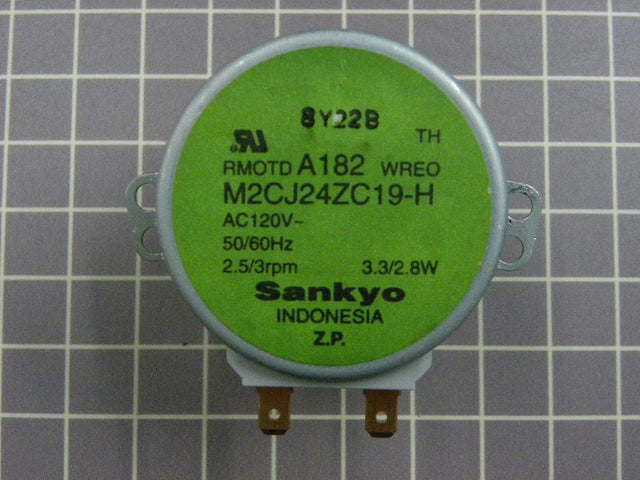 8Y22B
TH
RMOTD A182 WREO
M2CJ24ZC19-H
AC120V~
50/60Hz
2.5/3rpm 3.3/2.8W
Sankyo
INDONESIA
Z.P.